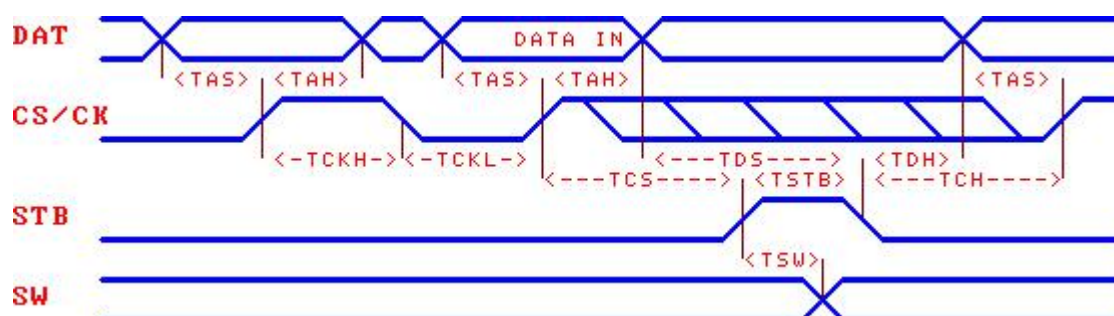 DAT DATA IN
<TAS> <TAH> <TAS> <TAH> <TAS>
CS/CK
<-TCKH-> <-TCKL-> <----TDS----> <TDH>
<---TCS----> <TSTB> <---TCH---->
STB
<TSW>
SW